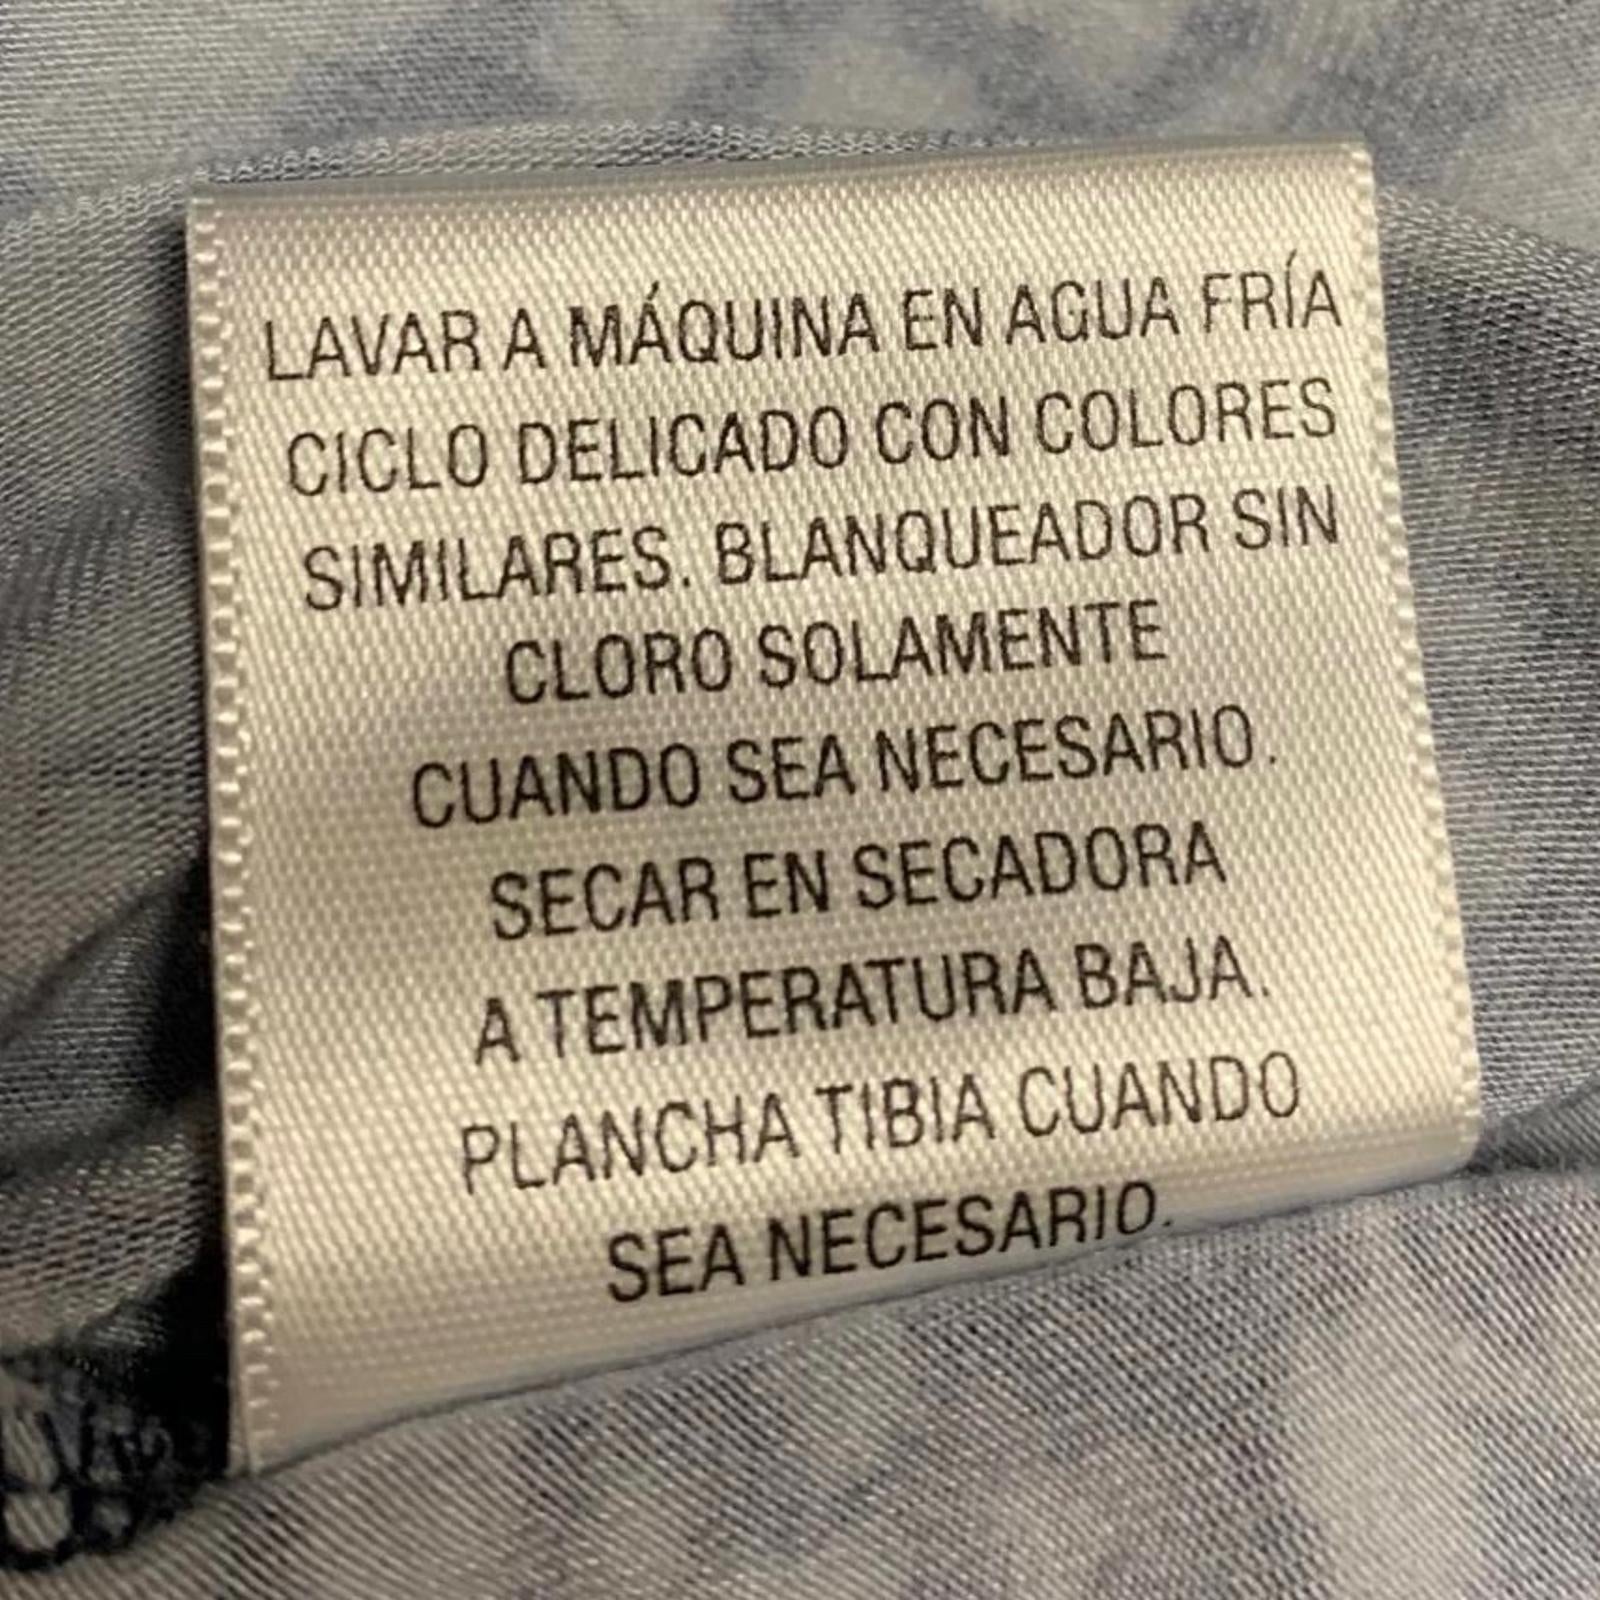 LAVAR A MÁQUINA EN AGUA FRÍA
CICLO DELICADO CON COLORES
SIMILARES. BLANQUEADOR SIN
CLORO SOLAMENTE
CUANDO SEA NECESARIO.
SECAR EN SECADORA
A TEMPERATURA BAJA.
PLANCHA TIBIA CUANDO
SEA NECESARIO.